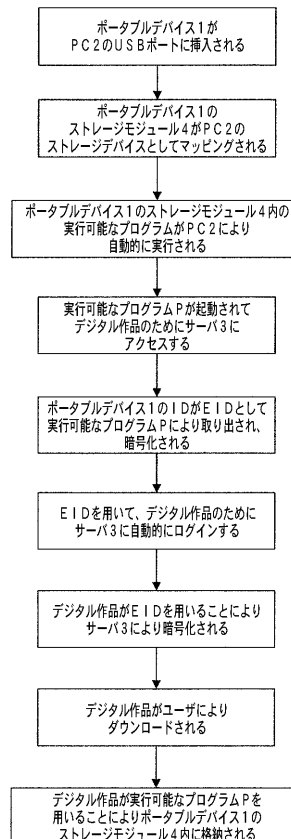 ポータブルデバイス1が
PC2のUSBポートに挿入される
ポータブルデバイス1の
ストレージモジュール4がPC2の
ストレージデバイスとしてマッピングされる
ポータブルデバイス1のストレージモジュール4内の
実行可能なプログラムがPC2により
自動的に実行される
実行可能なプログラムPが起動されて
デジタル作品のためにサーバ3に
アクセスする
ポータブルデバイス1のIDがEIDとして
実行可能なプログラムPにより取り出され、
暗号化される
EIDを用いて、デジタル作品のために
サーバ3に自動的にログインする
デジタル作品がEIDを用いることにより
サーバ3により暗号化される
デジタル作品がユーザにより
ダウンロードされる
デジタル作品が実行可能なプログラムPを
用いることによりポータブルデバイス1の
ストレージモジュール4内に格納される